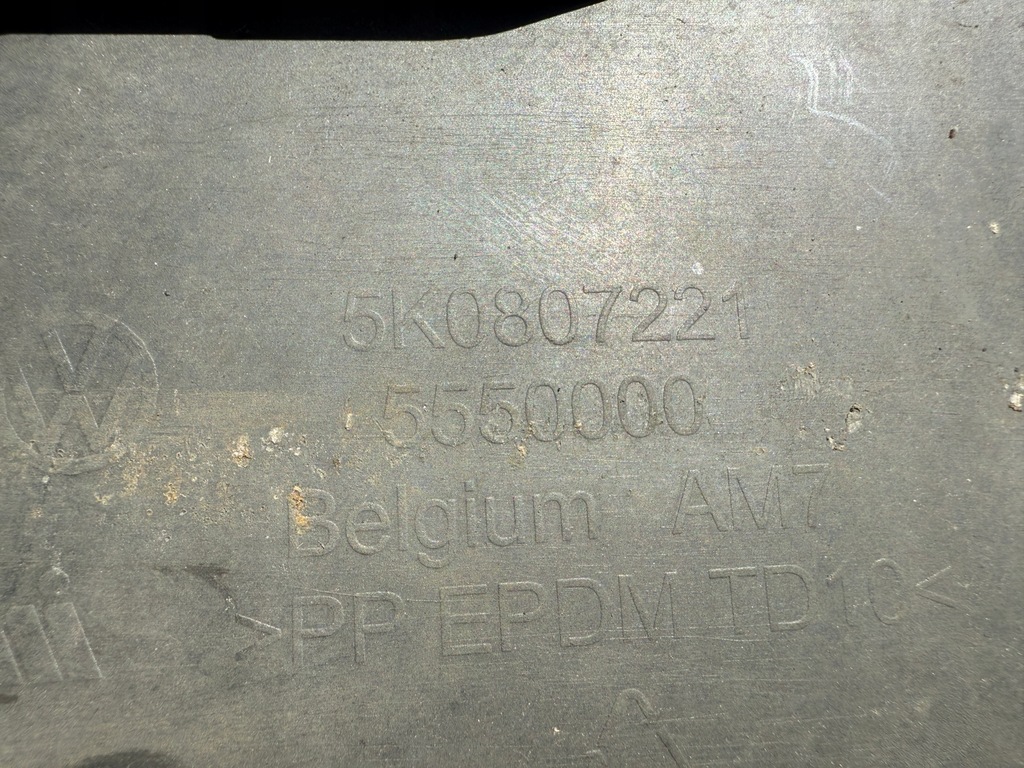 5K0807221
5550000
Belgium AM7
>PP EPDM TD10<